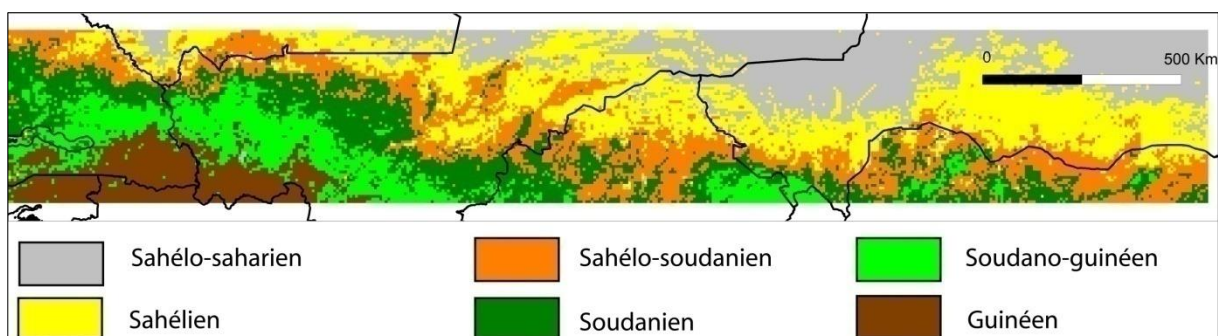 0
500 Km
Sahélo-saharien
Sahélo-soudanien
Soudano-guinéen
Sahélien
Soudanien
Guinéen